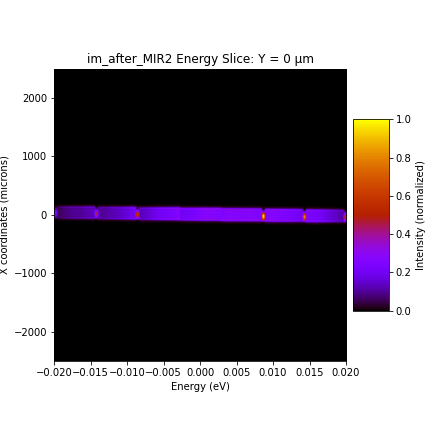 im_after_MIR2 Energy Slice: Y = 0 μm
2000
1000
0
−1000
−2000
X coordinates (microns)
−0.020 −0.015 −0.010 −0.005 0.000 0.005 0.010 0.015 0.020
Energy (eV)
1.0
0.8
0.6
0.4
0.2
0.0
Intensity (normalized)